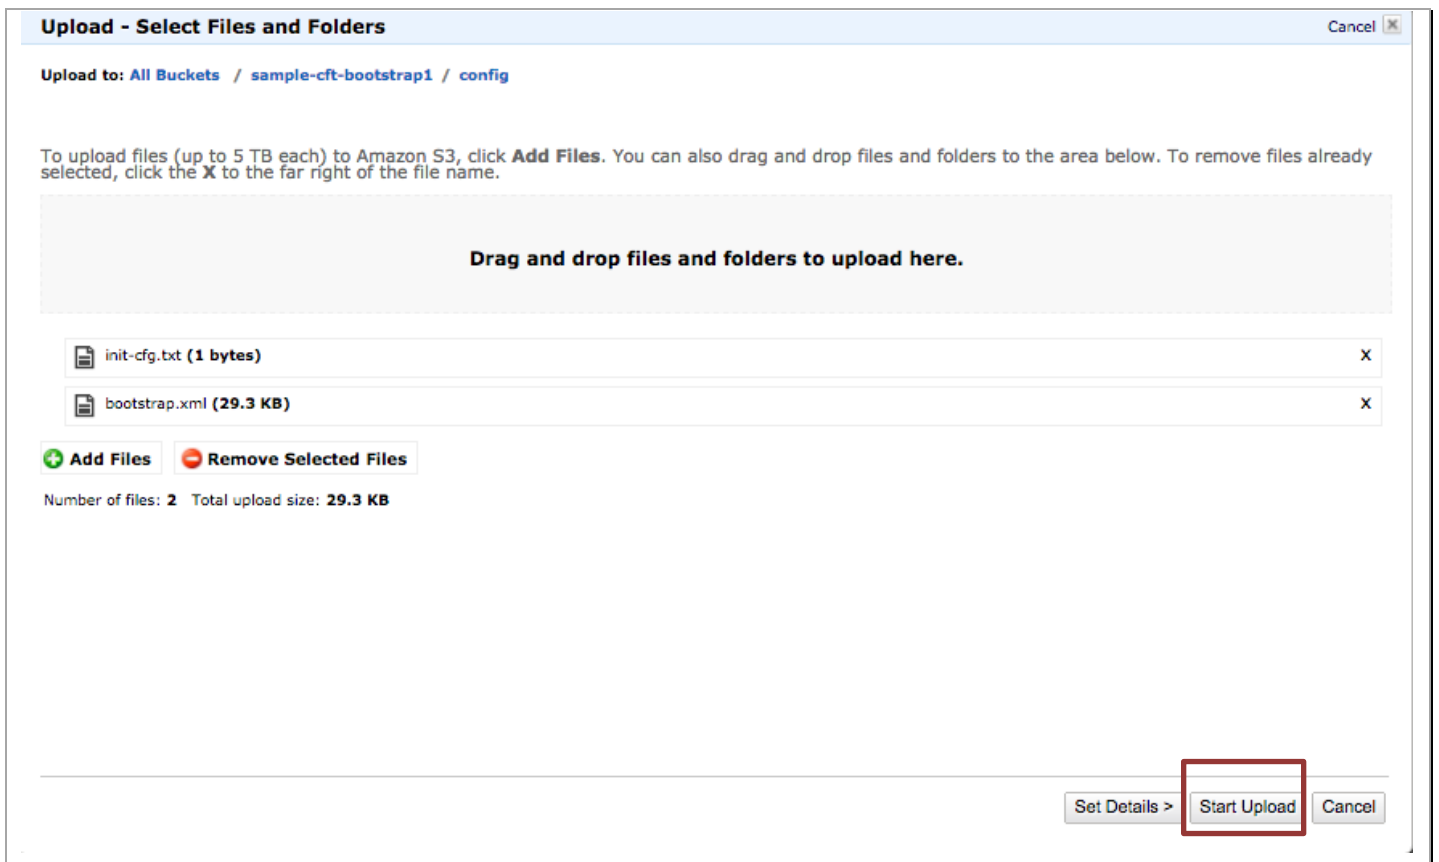 Upload - Select Files and Folders
Cancel X
Upload to: All Buckets / sample-cft-bootstrap1 / config
To upload files (up to 5 TB each) to Amazon S3, click Add Files. You can also drag and drop files and folders to the area below. To remove files already
selected, click the X to the far right of the file name.
Drag and drop files and folders to upload here.
init-cfg.txt (1 bytes) X
bootstrap.xml (29.3 KB) X
Add Files Remove Selected Files
Number of files: 2 Total upload size: 29.3 KB
Set Details > Start Upload Cancel